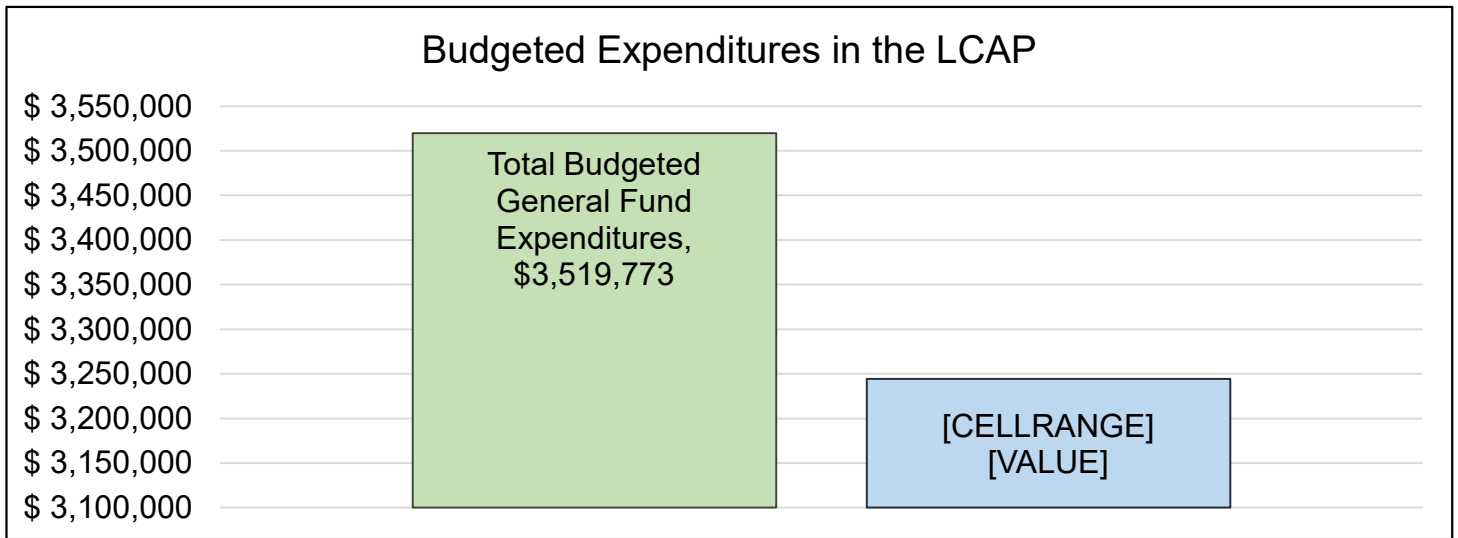 Budgeted Expenditures in the LCAP
$ 3,550,000
$ 3,500,000
$ 3,450,000
$ 3,400,000
$ 3,350,000
$ 3,300,000
$ 3,250,000
$ 3,200,000
$ 3,150,000
$ 3,100,000
Total Budgeted
General Fund
Expenditures,
$3,519,773
[CELLRANGE]
[VALUE]